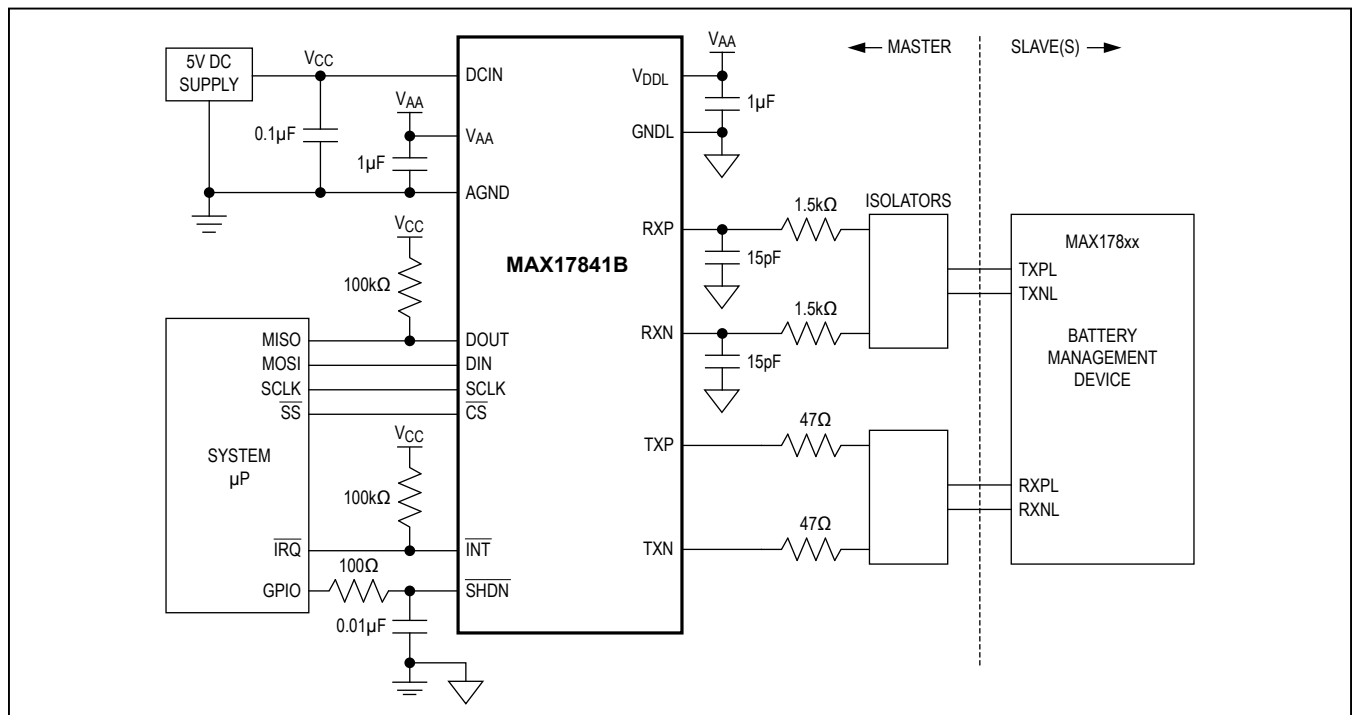 5V DC
SUPPLY
VCC
0.1µF
VAA
1µF
DCIN
VAA
AGND
VCC
100kΩ
SYSTEM
µP
MISO
MOSI
SCLK
SS
IRQ
GPIO
VCC
100kΩ
100Ω
0.01µF
DOUT
DIN
SCLK
CS
INT
SHDN
MAX17841B
VDDL
GNDL
RXP
RXN
TXP
TXN
VAA
1µF
1.5kΩ
15pF
1.5kΩ
15pF
47Ω
47Ω
ISOLATORS
MASTER
SLAVE(S)
MAX178xx
TXPL
TXNL
BATTERY
MANAGEMENT
DEVICE
RXPL
RXNL